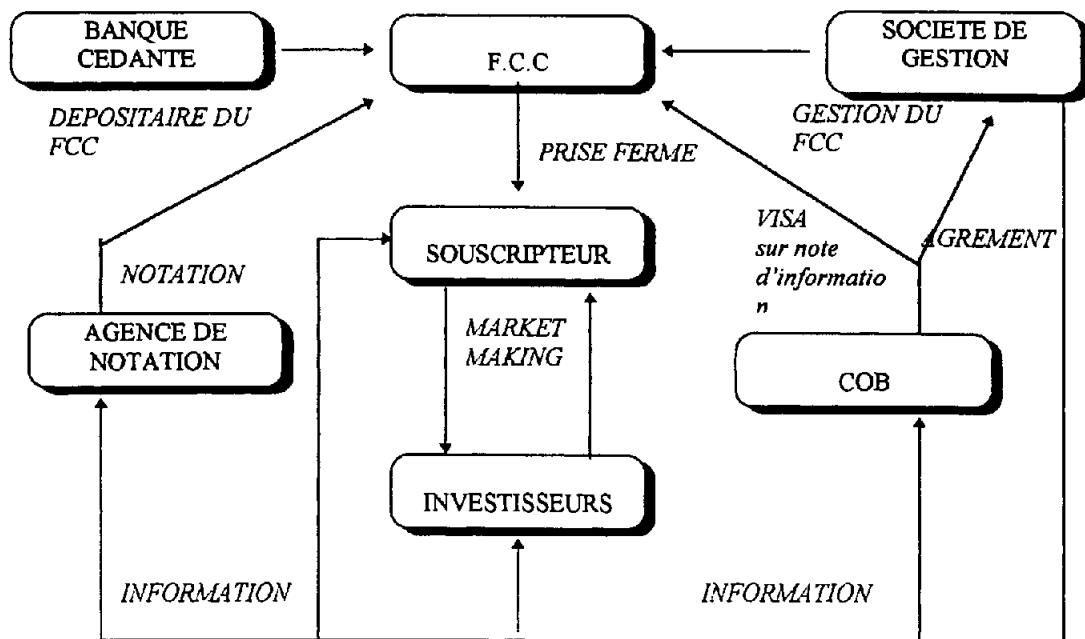 BANQUE
CEDANTE
F.C.C
SOCIETE DE
GESTION
DEPOSITAIRE DU
FCC
GESTION DU
FCC
PRISE FERME
VISA
sur note
d'informatio
n
AGREMENT
SOUSCRIPTEUR
NOTATION
AGENCE DE
NOTATION
MARKET
MAKING
COB
INVESTISSEURS
INFORMATION
INFORMATION